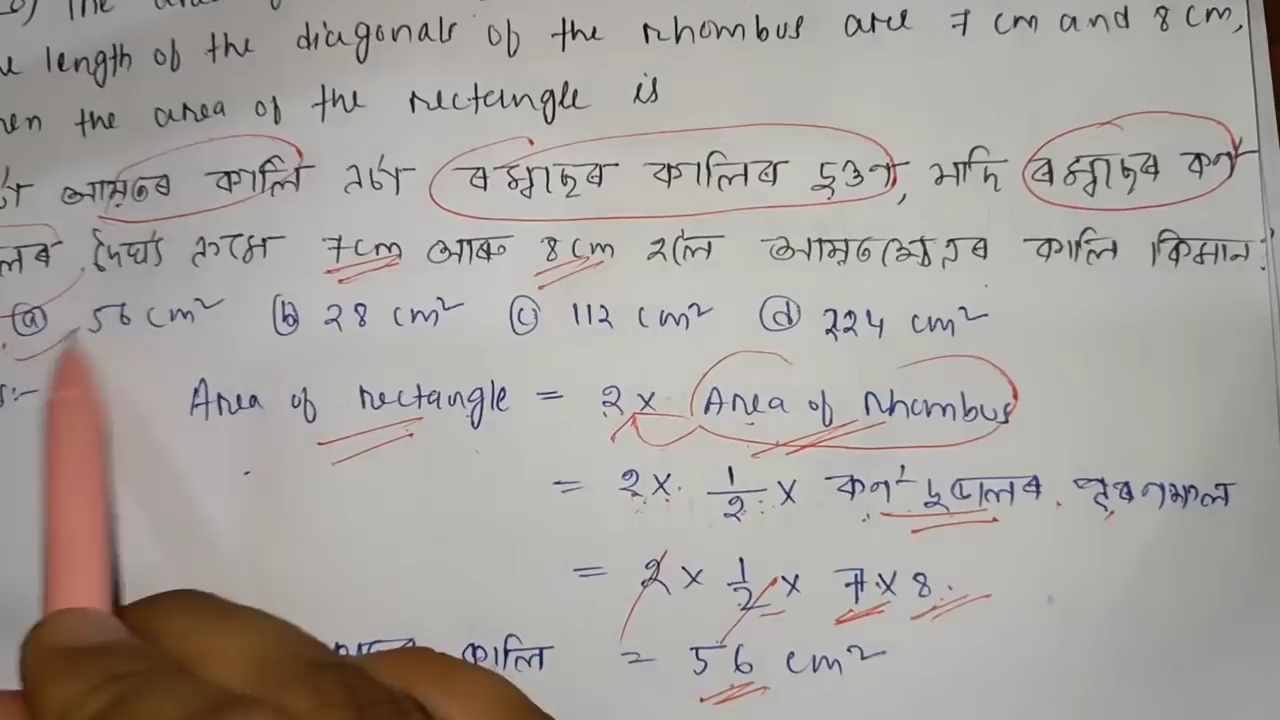 The area
length of the diagonals of the rhombus are 7 cm and 8 cm,
the area of the rectangle is
আয়তৰ কালি এটা ৰম্বাছৰ কালিৰ দুগুণ, যদি ৰম্বাছৰ কৰ্ণ
দৈৰ্ঘ্য ক্ৰমে 7cm আৰু 8cm হ'লে আয়তক্ষেত্ৰৰ কালি কিমান?
(a) 56 cm² (b) 28 cm² (c) 112 cm² (d) 224 cm²
Area of rectangle = 2 × Area of rhombus
= 2 × 1/2 × কৰ্ণ দুডালৰ পূৰণফল
= 2 × 1/2 × 7 × 8
কালি = 56 cm²